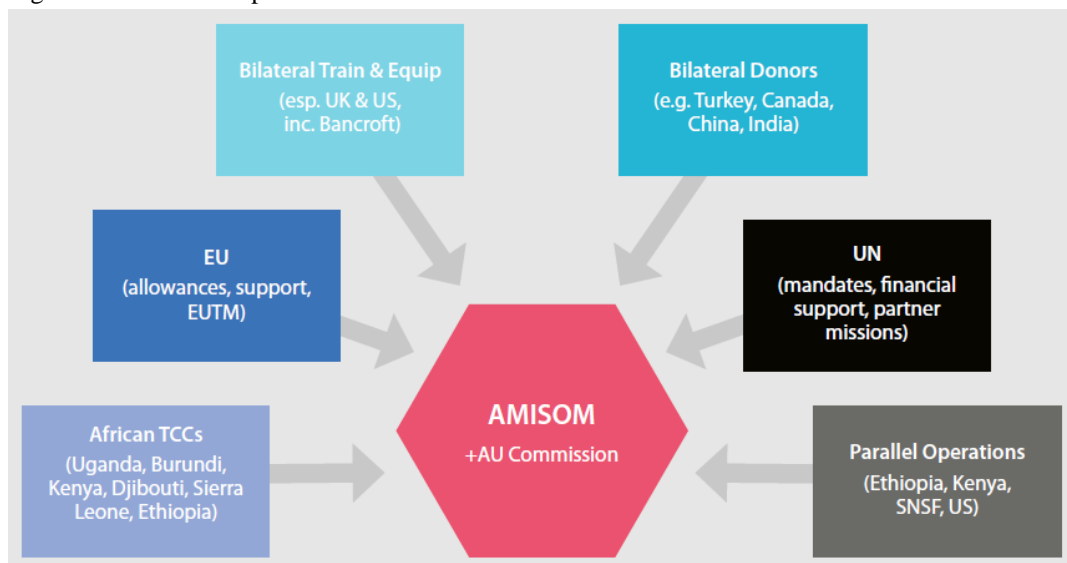 Bilateral Train & Equip
(esp. UK & US,
inc. Bancroft)
Bilateral Donors
(e.g. Turkey, Canada,
China, India)
EU
(allowances, support,
EUTM)
UN
(mandates, financial
support, partner
missions)
AMISOM
+AU Commission
African TCCs
(Uganda, Burundi,
Kenya, Djibouti, Sierra
Leone, Ethiopia)
Parallel Operations
(Ethiopia, Kenya,
SNSF, US)